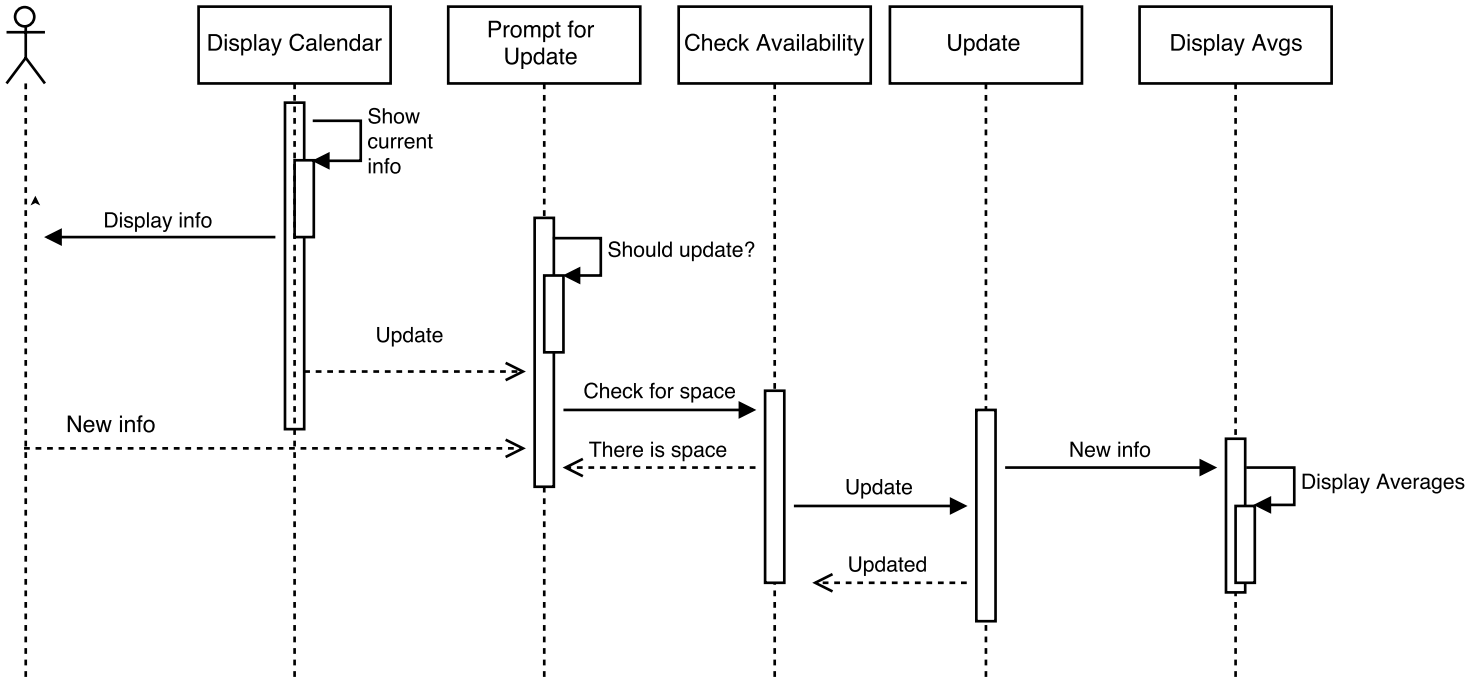 Display Calendar
Prompt for
Update
Check Availability
Update
Display Avgs
Show
current
info
Display info
Should update?
Update
Check for space
New info
There is space
New info
Display Averages
Update
Updated